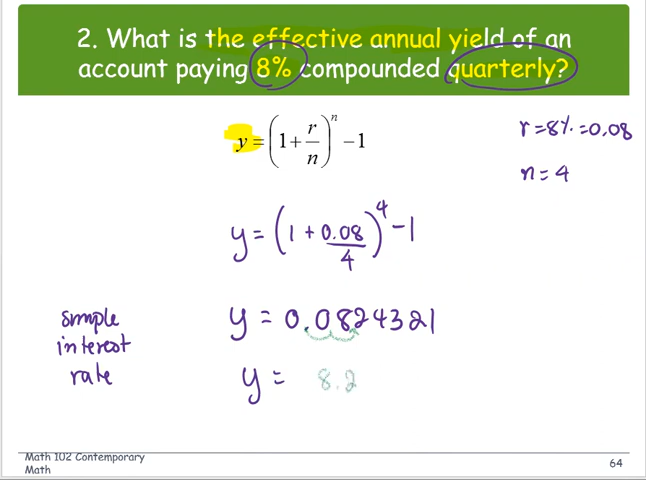 2. What is the effective annual yield of an
account paying 8% compounded quarterly?
y = (1 + r/n)^n − 1
r = 8% = 0.08
n = 4
y = (1 + 0.08/4)^4 − 1
simple
interest
rate
y = 0.0824321
y = 8.2
Math 102 Contemporary
Math
64